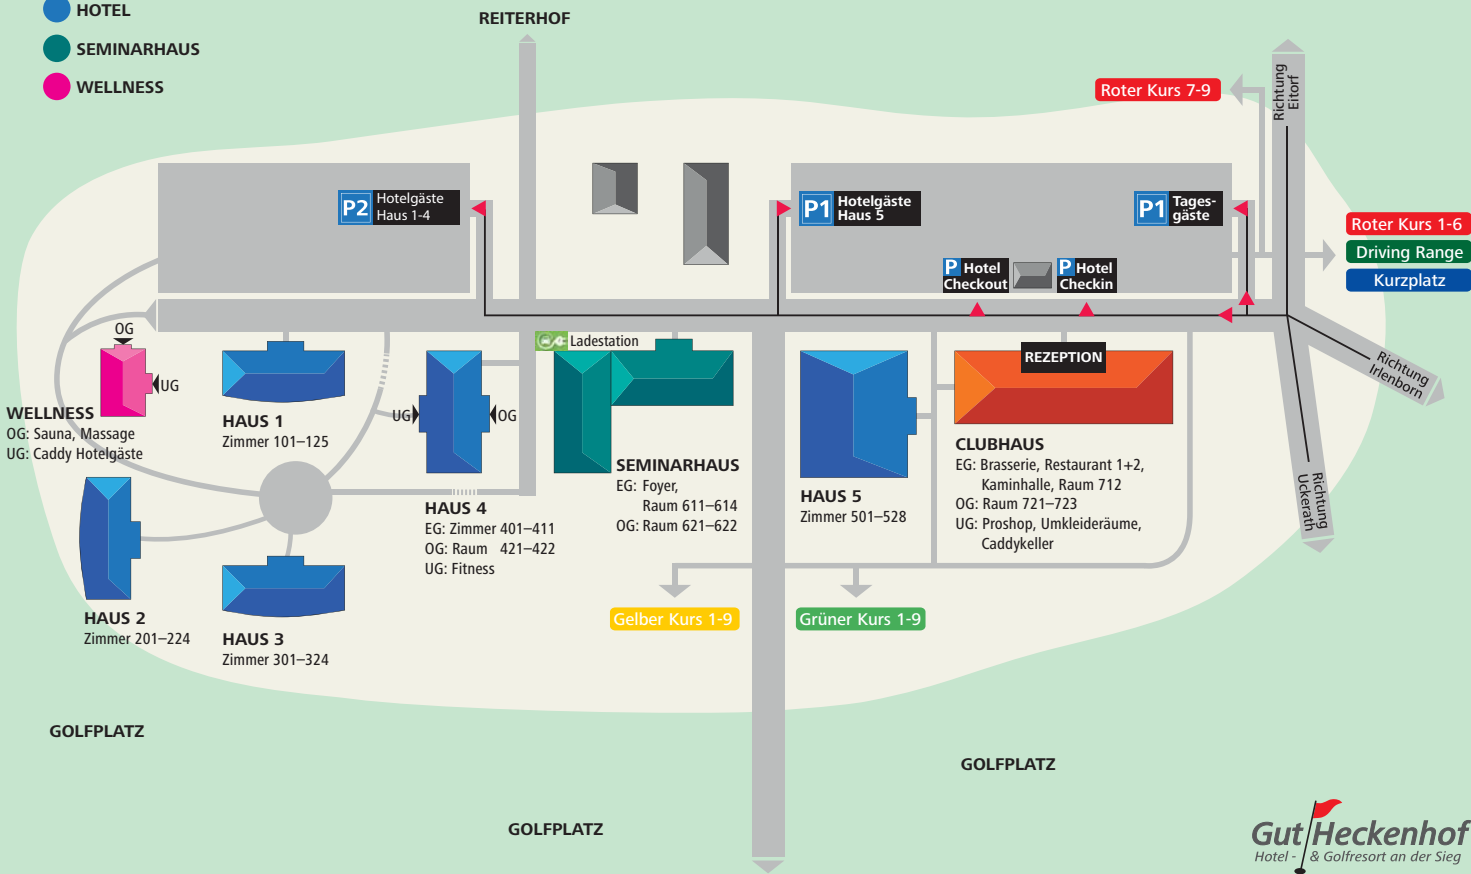 HOTEL
SEMINARHAUS
WELLNESS
REITERHOF
Roter Kurs 7-9
Richtung
Eitorf
P2 Hotelgäste
Haus 1-4
P1 Hotelgäste
Haus 5
P1 Tages-
gäste
Roter Kurs 1-6
Driving Range
Kurzplatz
P Hotel
Checkout
P Hotel
Checkin
OG
UG
WELLNESS
OG: Sauna, Massage
UG: Caddy Hotelgäste
HAUS 1
Zimmer 101–125
UG
OG
Ladestation
REZEPTION
Richtung
Irlenborn
HAUS 4
EG: Zimmer 401–411
OG: Raum 421–422
UG: Fitness
SEMINARHAUS
EG: Foyer,
Raum 611–614
OG: Raum 621–622
HAUS 5
Zimmer 501–528
CLUBHAUS
EG: Brasserie, Restaurant 1+2,
Kaminhalle, Raum 712
OG: Raum 721–723
UG: Proshop, Umkleideräume,
Caddykeller
Richtung
Uckerath
HAUS 2
Zimmer 201–224
HAUS 3
Zimmer 301–324
Gelber Kurs 1-9
Grüner Kurs 1-9
GOLFPLATZ
GOLFPLATZ
GOLFPLATZ
Gut Heckenhof
Hotel - & Golfresort an der Sieg